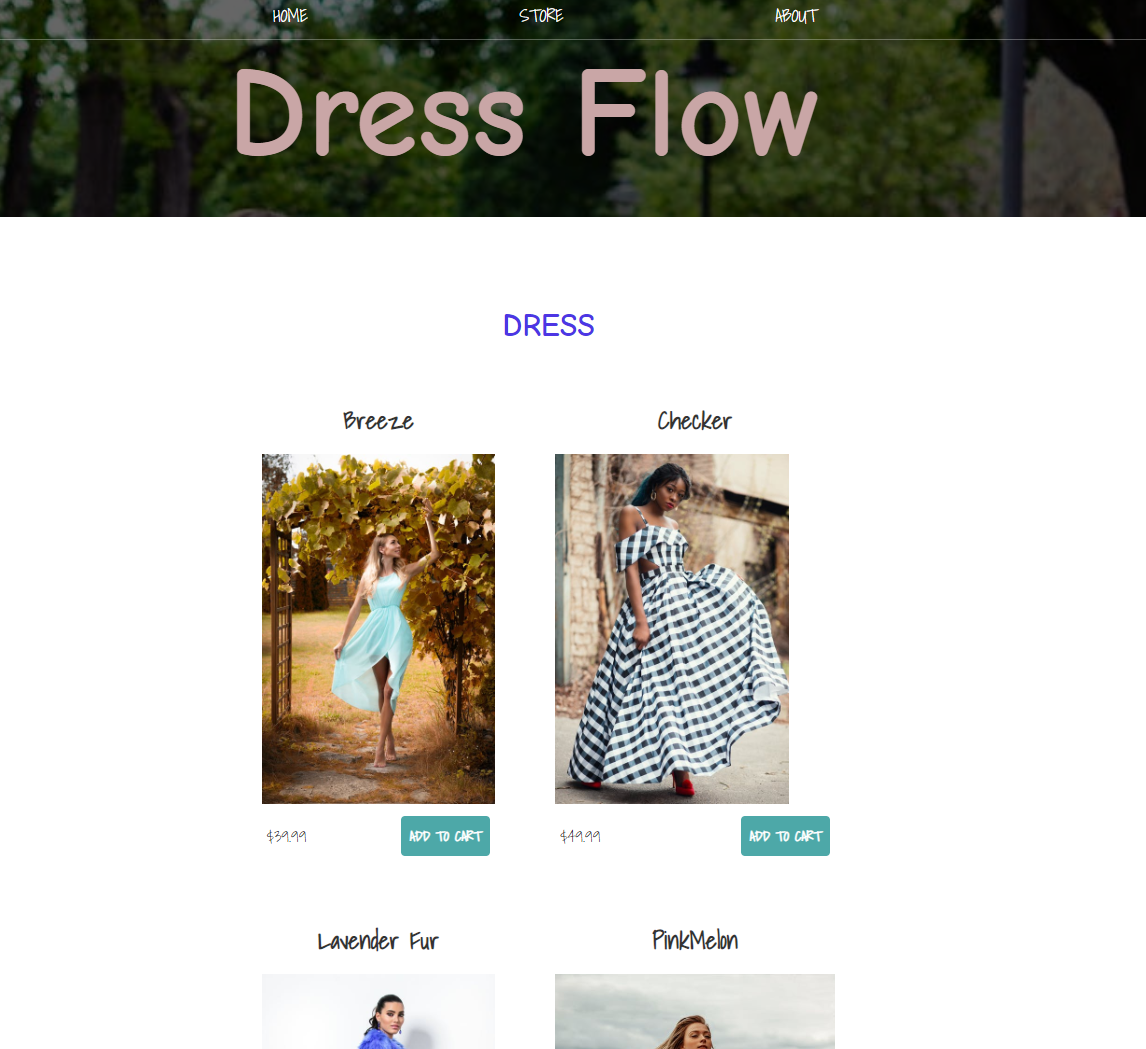 HOME STORE ABOUT
Dress Flow
DRESS
Breeze Checker
$39.99 ADD TO CART $49.99 ADD TO CART
Lavender Fur PinkMelon